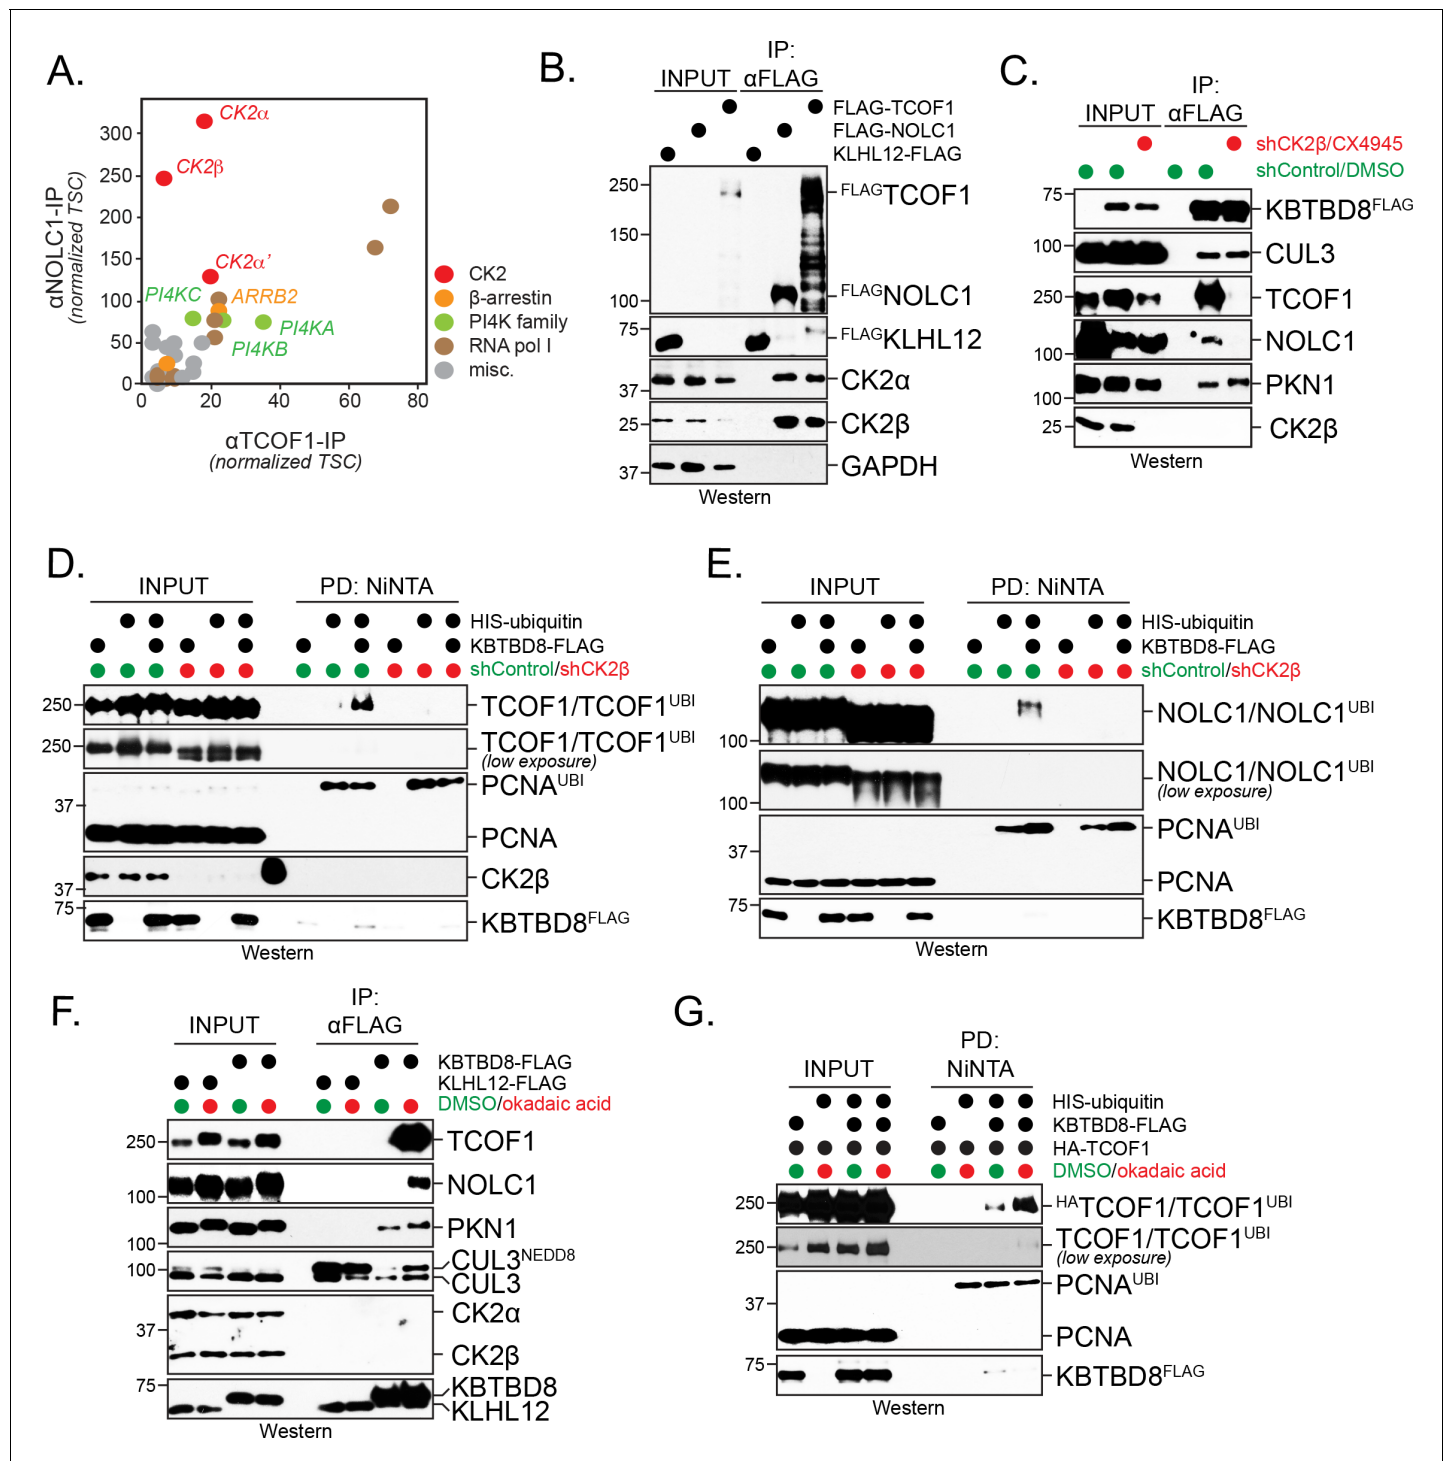 A.
αNOLC1-IP
(normalized TSC)
300
250
200
150
100
50
0
0
20
40
60
80
αTCOF1-IP
(normalized TSC)
CK2α
CK2β
CK2α’
PI4KC
ARRB2
PI4KA
PI4KB
CK2
β-arrestin
PI4K family
RNA pol I
misc.
B.
INPUT
IP:
αFLAG
FLAG-TCOF1
FLAG-NOLC1
KLHL12-FLAG
250
FLAGTCOF1
150
100
FLAGNOLC1
75
FLAGKLHL12
37
CK2α
25
CK2β
37
GAPDH
Western
C.
INPUT
IP:
αFLAG
shCK2β/CX4945
shControl/DMSO
75
KBTBD8FLAG
100
CUL3
250
TCOF1
100
NOLC1
100
PKN1
25
CK2β
Western
D.
INPUT
PD: NiNTA
HIS-ubiquitin
KBTBD8-FLAG
shControl/shCK2β
250
TCOF1/TCOF1UBI
250
TCOF1/TCOF1UBI
(low exposure)
PCNAUBI
37
PCNA
37
CK2β
75
KBTBD8FLAG
Western
E.
INPUT
PD: NiNTA
HIS-ubiquitin
KBTBD8-FLAG
shControl/shCK2β
NOLC1/NOLC1UBI
100
NOLC1/NOLC1UBI
(low exposure)
100
PCNAUBI
37
PCNA
75
KBTBD8FLAG
Western
F.
INPUT
IP:
αFLAG
KBTBD8-FLAG
KLHL12-FLAG
DMSO/okadaic acid
250
TCOF1
100
NOLC1
100
PKN1
100
CUL3NEDD8
CUL3
CK2α
37
CK2β
75
KBTBD8
KLHL12
Western
G.
INPUT
PD:
NiNTA
HIS-ubiquitin
KBTBD8-FLAG
HA-TCOF1
DMSO/okadaic acid
250
HATCOF1/TCOF1UBI
250
TCOF1/TCOF1UBI
(low exposure)
PCNAUBI
37
PCNA
75
KBTBD8FLAG
Western